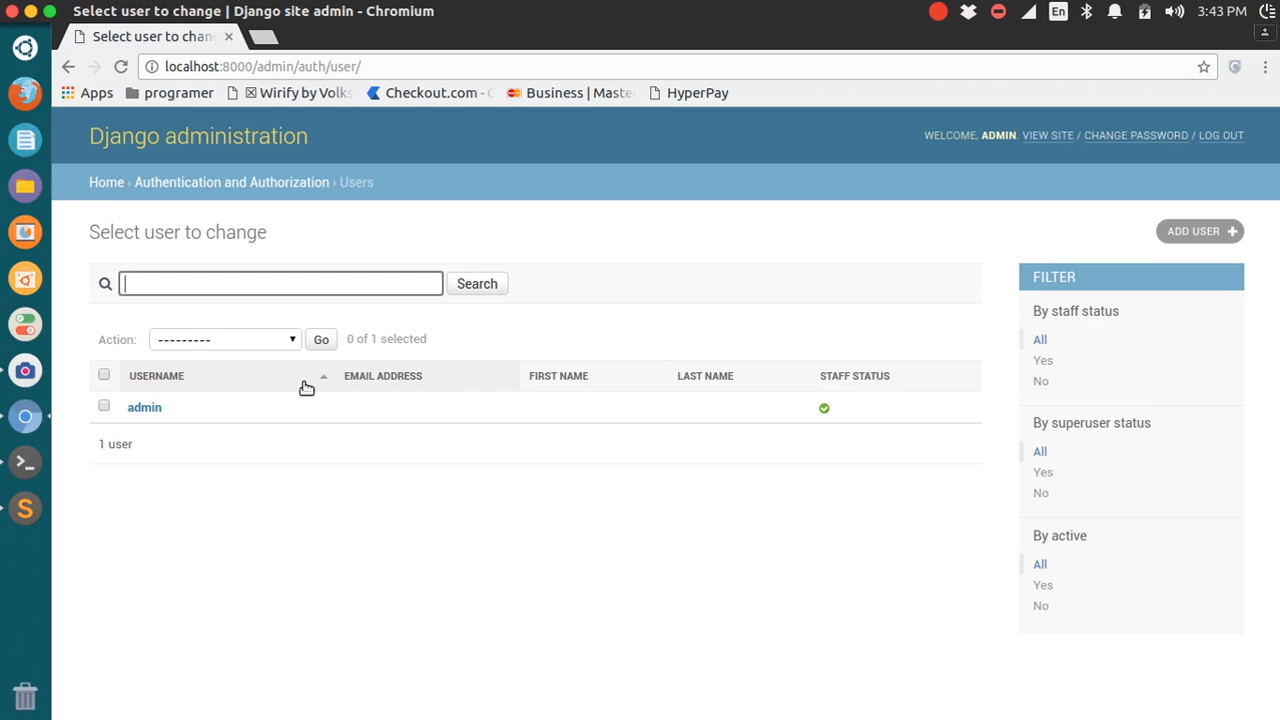 Select user to change | Django site admin - Chromium
En
3:43 PM
Select user to chan
localhost:8000/admin/auth/user/
Apps
programer
Wirify by Volks
Checkout.com - C
Business | Maste
HyperPay
Django administration
WELCOME, ADMIN. VIEW SITE / CHANGE PASSWORD / LOG OUT
Home › Authentication and Authorization › Users
Select user to change
ADD USER +
Search
Action:
---------
Go
0 of 1 selected
USERNAME
EMAIL ADDRESS
FIRST NAME
LAST NAME
STAFF STATUS
admin
1 user
FILTER
By staff status
All
Yes
No
By superuser status
All
Yes
No
By active
All
Yes
No